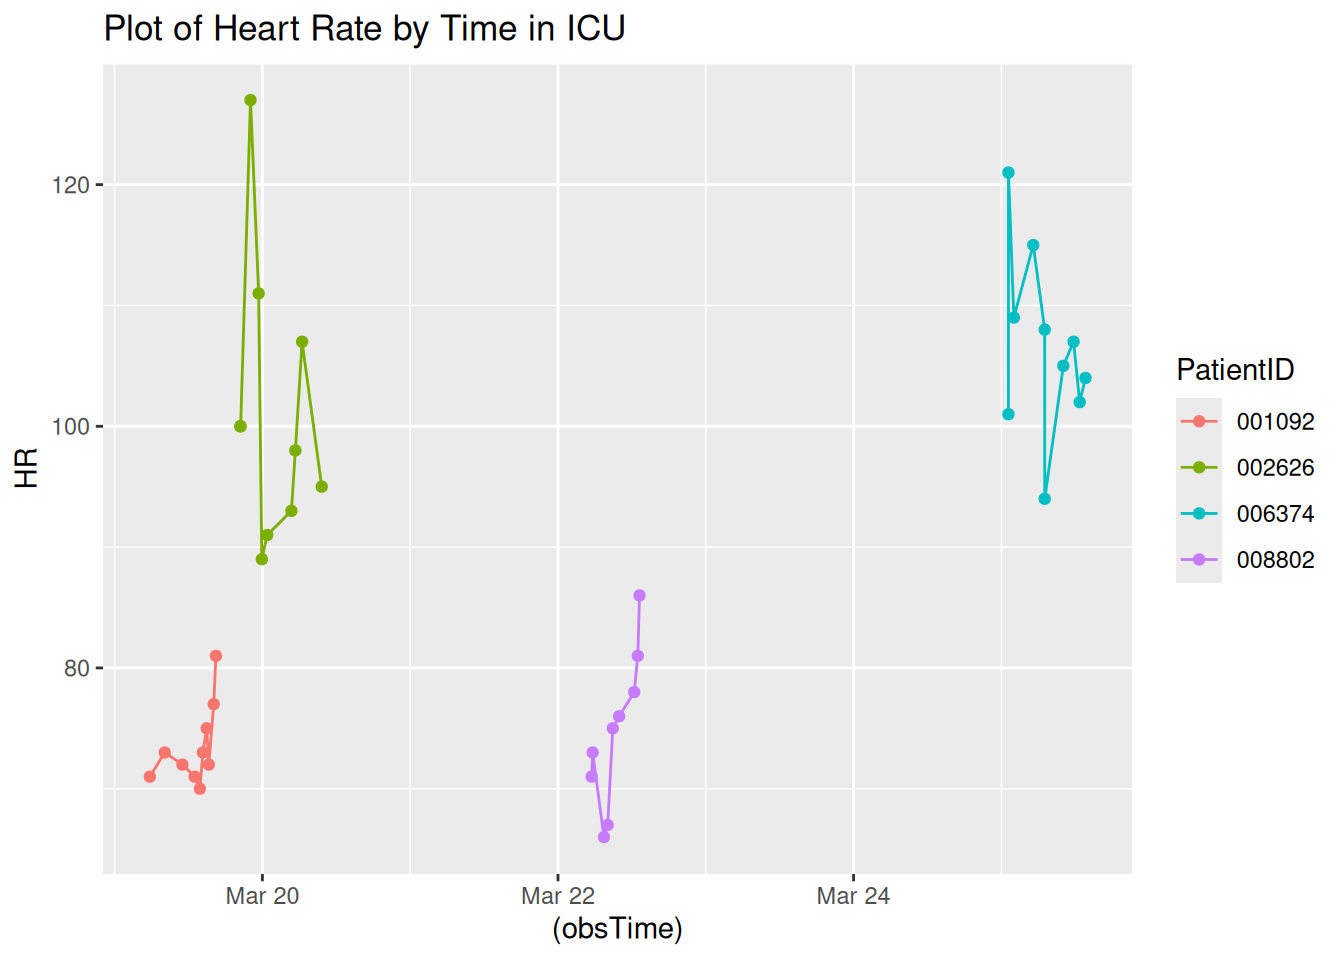 Plot of Heart Rate by Time in ICU
120
100
80
HR
Mar 20
Mar 22
Mar 24
(obsTime)
PatientID
001092
002626
006374
008802